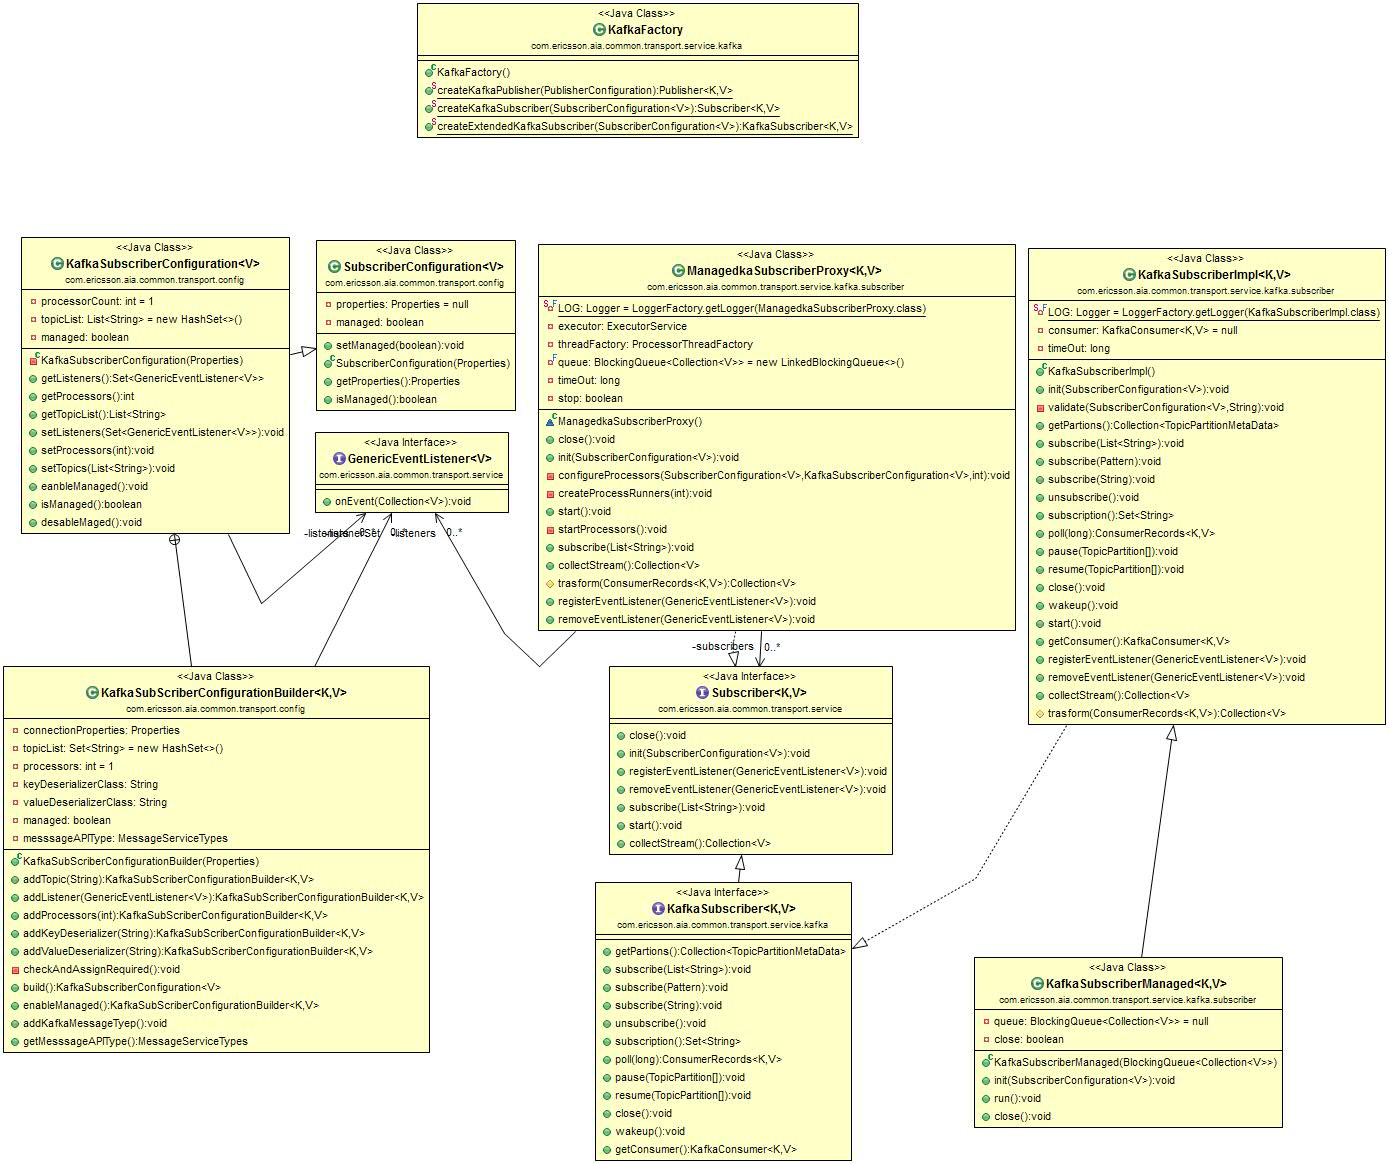 <<Java Class>>
KafkaFactory
com.ericsson.aia.common.transport.service.kafka
KafkaFactory()
createKafkaPublisher(PublisherConfiguration):Publisher<K,V>
createKafkaSubscriber(SubscriberConfiguration<V>):Subscriber<K,V>
createExtendedKafkaSubscriber(SubscriberConfiguration<V>):KafkaSubscriber<K,V>
<<Java Class>>
KafkaSubscriberConfiguration<V>
com.ericsson.aia.common.transport.config
processorCount: int = 1
topicList: List<String> = new HashSet<>()
managed: boolean
KafkaSubscriberConfiguration(Properties)
getListeners():Set<GenericEventListener<V>>
getProcessors():int
getTopicList():List<String>
setListeners(Set<GenericEventListener<V>>):void
setProcessors(int):void
setTopics(List<String>):void
eanbleManaged():void
isManaged():boolean
desableMaged():void
<<Java Class>>
SubscriberConfiguration<V>
com.ericsson.aia.common.transport.config
properties: Properties = null
managed: boolean
setManaged(boolean):void
SubscriberConfiguration(Properties)
getProperties():Properties
isManaged():boolean
<<Java Interface>>
GenericEventListener<V>
com.ericsson.aia.common.transport.service
onEvent(Collection<V>):void
-listeners 0..*
<<Java Class>>
ManagedkaSubscriberProxy<K,V>
com.ericsson.aia.common.transport.service.kafka.subscriber
LOG: Logger = LoggerFactory.getLogger(ManagedkaSubscriberProxy.class)
executor: ExecutorService
threadFactory: ProcessorThreadFactory
queue: BlockingQueue<Collection<V>> = new LinkedBlockingQueue<>()
timeOut: long
stop: boolean
ManagedkaSubscriberProxy()
close():void
init(SubscriberConfiguration<V>):void
configureProcessors(SubscriberConfiguration<V>,KafkaSubscriberConfiguration<V>,int):void
createProcessRunners(int):void
start():void
startProcessors():void
subscribe(List<String>):void
collectStream():Collection<V>
trasform(ConsumerRecords<K,V>):Collection<V>
registerEventListener(GenericEventListener<V>):void
removeEventListener(GenericEventListener<V>):void
-subscribers 0..*
<<Java Class>>
KafkaSubscriberImpl<K,V>
com.ericsson.aia.common.transport.service.kafka.subscriber
LOG: Logger = LoggerFactory.getLogger(KafkaSubscriberImpl.class)
consumer: KafkaConsumer<K,V> = null
timeOut: long
KafkaSubscriberImpl()
init(SubscriberConfiguration<V>):void
validate(SubscriberConfiguration<V>,String):void
getPartions():Collection<TopicPartitionMetaData>
subscribe(List<String>):void
subscribe(Pattern):void
subscribe(String):void
unsubscribe():void
subscription():Set<String>
poll(long):ConsumerRecords<K,V>
pause(TopicPartition[]):void
resume(TopicPartition[]):void
close():void
wakeup():void
start():void
getConsumer():KafkaConsumer<K,V>
registerEventListener(GenericEventListener<V>):void
removeEventListener(GenericEventListener<V>):void
collectStream():Collection<V>
trasform(ConsumerRecords<K,V>):Collection<V>
<<Java Class>>
KafkaSubScriberConfigurationBuilder<K,V>
com.ericsson.aia.common.transport.config
connectionProperties: Properties
topicList: Set<String> = new HashSet<>()
processors: int = 1
keyDeserializerClass: String
valueDeserializerClass: String
managed: boolean
messsageAPIType: MessageServiceTypes
KafkaSubScriberConfigurationBuilder(Properties)
addTopic(String):KafkaSubScriberConfigurationBuilder<K,V>
addListener(GenericEventListener<V>):KafkaSubScriberConfigurationBuilder<K,V>
addProcessors(int):KafkaSubScriberConfigurationBuilder<K,V>
addKeyDeserializer(String):KafkaSubScriberConfigurationBuilder<K,V>
addValueDeserializer(String):KafkaSubScriberConfigurationBuilder<K,V>
checkAndAssignRequired():void
build():KafkaSubscriberConfiguration<V>
enableManaged():KafkaSubScriberConfigurationBuilder<K,V>
addKafkaMessageTyep():void
getMesssageAPIType():MessageServiceTypes
<<Java Interface>>
Subscriber<K,V>
com.ericsson.aia.common.transport.service
close():void
init(SubscriberConfiguration<V>):void
registerEventListener(GenericEventListener<V>):void
removeEventListener(GenericEventListener<V>):void
subscribe(List<String>):void
start():void
collectStream():Collection<V>
<<Java Interface>>
KafkaSubscriber<K,V>
com.ericsson.aia.common.transport.service.kafka
getPartions():Collection<TopicPartitionMetaData>
subscribe(List<String>):void
subscribe(Pattern):void
subscribe(String):void
unsubscribe():void
subscription():Set<String>
poll(long):ConsumerRecords<K,V>
pause(TopicPartition[]):void
resume(TopicPartition[]):void
close():void
wakeup():void
getConsumer():KafkaConsumer<K,V>
<<Java Class>>
KafkaSubscriberManaged<K,V>
com.ericsson.aia.common.transport.service.kafka.subscriber
queue: BlockingQueue<Collection<V>> = null
close: boolean
KafkaSubscriberManaged(BlockingQueue<Collection<V>>)
init(SubscriberConfiguration<V>):void
run():void
close():void